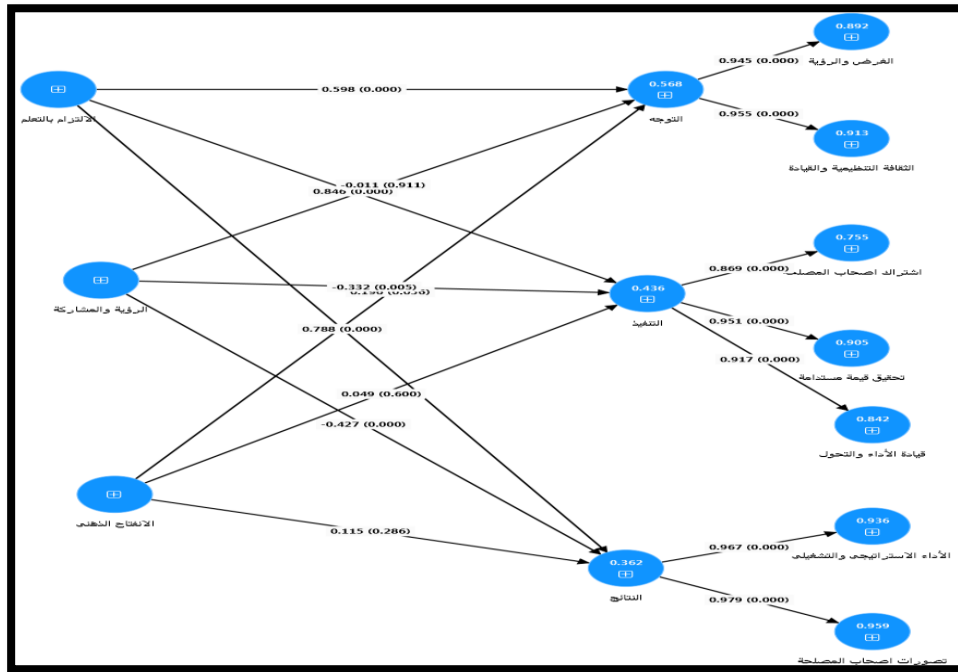 0.892
الغرض والرؤية
0.945 (0.000)
0.568
التوجه
0.598 (0.000)
الالتزام بالتعلم
0.955 (0.000)
0.913
الثقافة التنظيمية والقيادة
-0.011 (0.911)
0.846 (0.000)
0.755
اشتراك اصحاب المصلحة
0.869 (0.000)
الرؤية والمشاركة
-0.332 (0.005)
0.436
التنفيذ
0.951 (0.000)
0.788 (0.000)
0.905
تحقيق قيمة مستدامة
0.917 (0.000)
0.049 (0.600)
-0.427 (0.000)
0.842
قيادة الأداء والتحول
الانفتاح الذهني
0.115 (0.286)
0.936
الأداء الاستراتيجي والتشغيلي
0.967 (0.000)
0.362
النتائج
0.979 (0.000)
0.959
تصورات اصحاب المصلحة